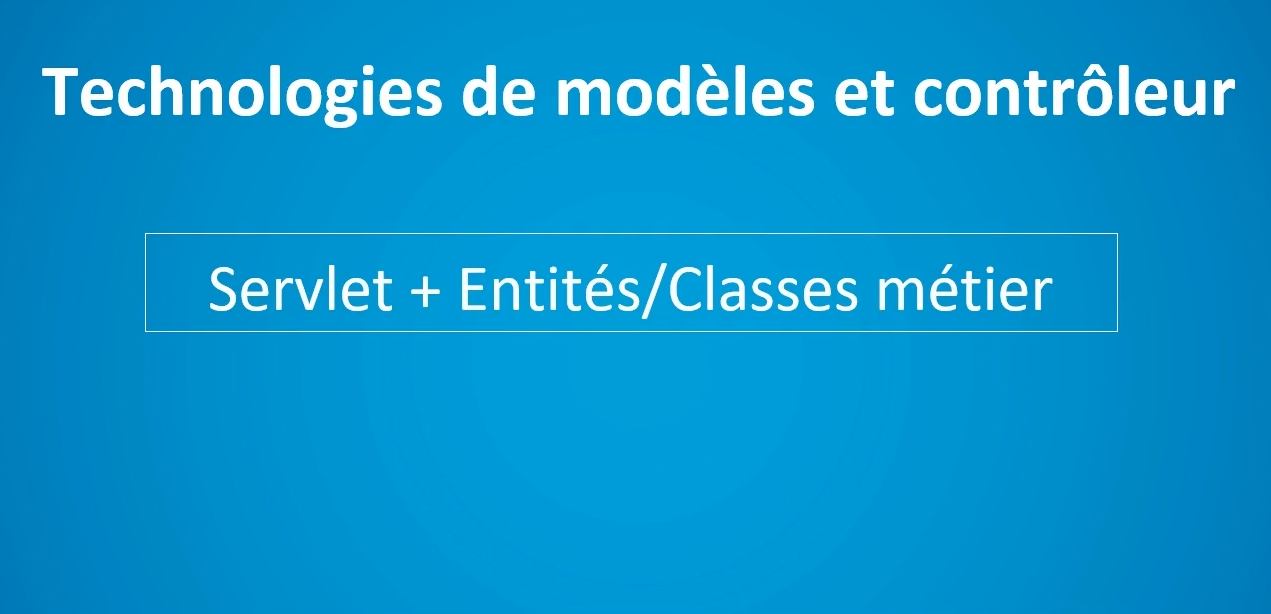 Technologies de modèles et contrôleur
Servlet + Entités/Classes métier